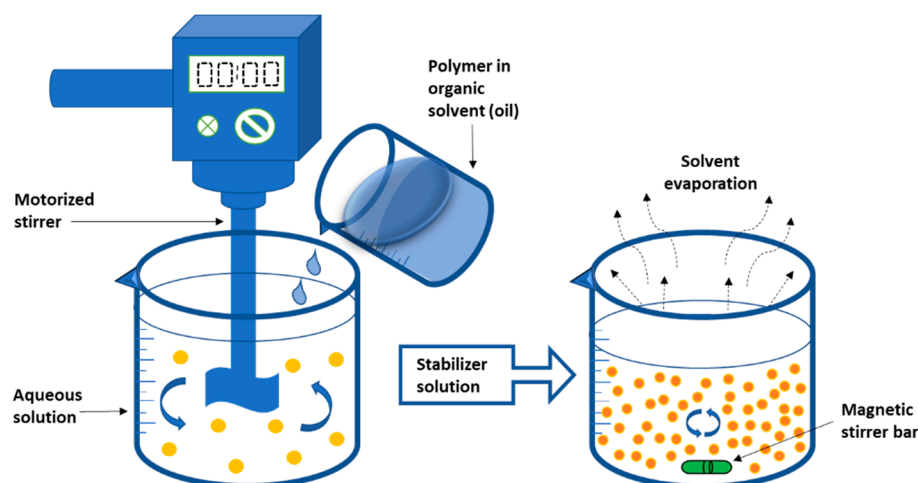 00:00
Polymer in
organic
solvent (oil)
Motorized
stirrer
Aqueous
solution
Stabilizer
solution
Solvent
evaporation
Magnetic
stirrer bar